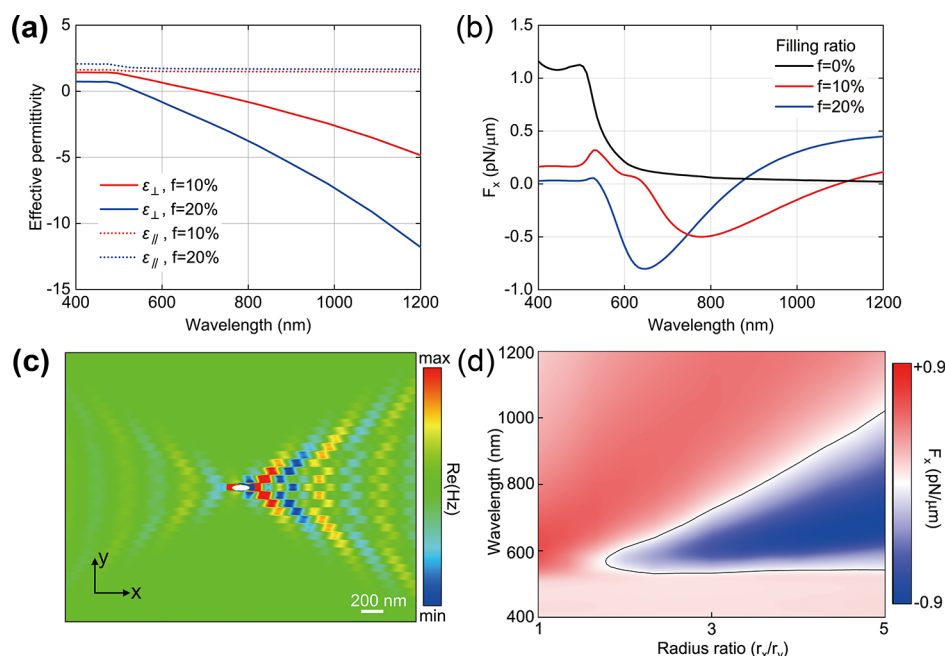 (a)
5
0
-5
-10
-15
Effective permittivity
ε⊥ , f=10%
ε⊥ , f=20%
ε∥ , f=10%
ε∥ , f=20%
400 600 800 1000 1200
Wavelength (nm)
(b)
1.0
0.5
0.0
-0.5
-1.0
Fx (pN/μm)
Filling ratio
f=0%
f=10%
f=20%
400 600 800 1000 1200
Wavelength (nm)
(c)
max
Re(Hz)
min
y
x
200 nm
(d)
1200
1000
800
600
400
Wavelength (nm)
1 3 5
Radius ratio (rx/ry)
+0.9
Fx (pN/μm)
-0.9